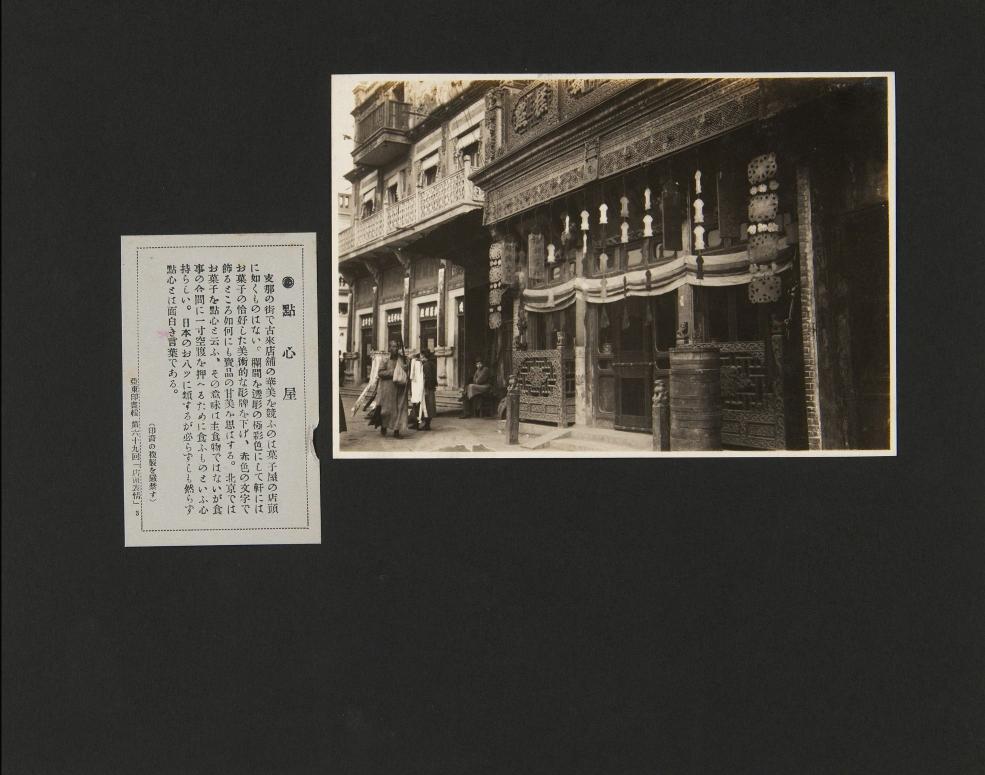 ●點心屋
支那の街で古來店舗の華美を競ふのは菓子屋の店頭
に如くものはない。欄間を透彫の極彩色にして軒には
お菓子の恰好した美術的な彫牌を下げ、赤色の文字で
飾るところ如何にも賣品の甘美を思はする。北京では
お菓子を點心と云ふ、その意味は主食物ではないが食
事の合間に一寸空腹を押へるために食ふものといふ心
持らしい。日本のお八ツに類するが必らずしも然らず
點心とは面白き言葉である。
(印畫の複製を嚴禁す)
亞東印畫輯 第六十九回「店頭表情」 3